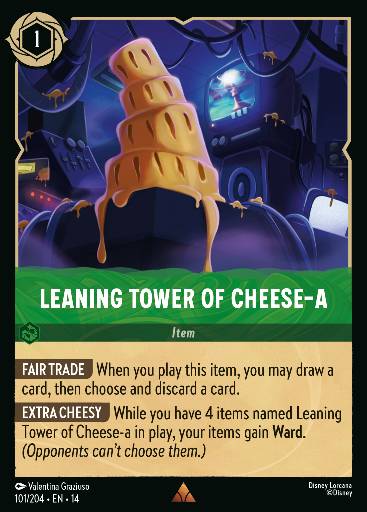 1
LEANING TOWER OF CHEESE-A
Item
FAIR TRADE When you play this item, you may draw a
card, then choose and discard a card.
EXTRA CHEESY While you have 4 items named Leaning
Tower of Cheese-a in play, your items gain Ward.
(Opponents can't choose them.)
Valentina Graziuso
Disney Lorcana
101/204 • EN • 14
©Disney